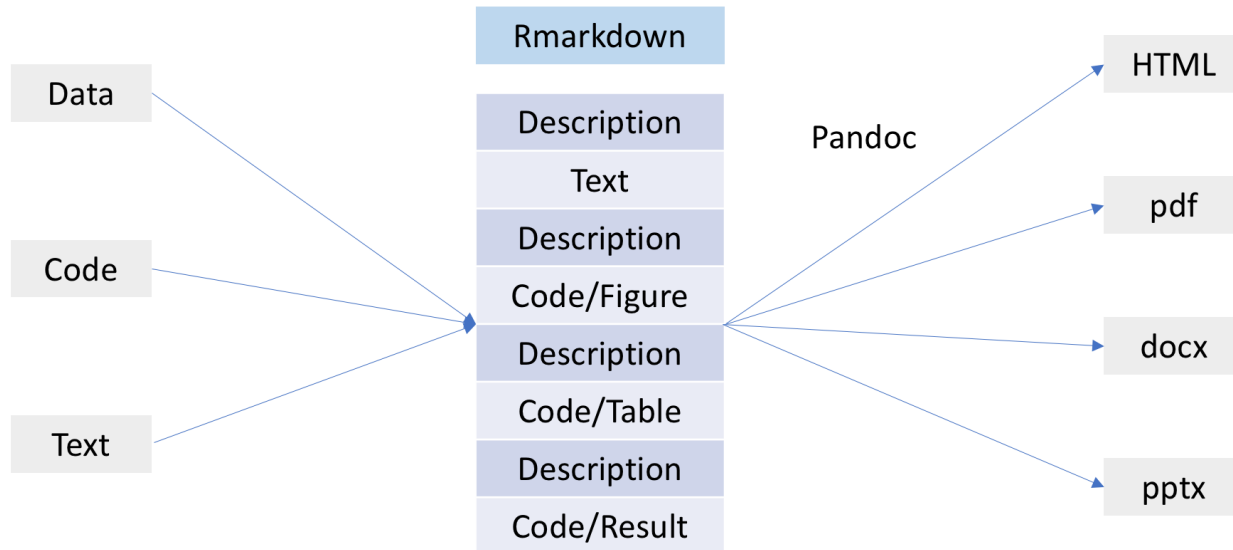 Rmarkdown
Data
Code
Text
Description
Text
Description
Code/Figure
Description
Code/Table
Description
Code/Result
Pandoc
HTML
pdf
docx
pptx